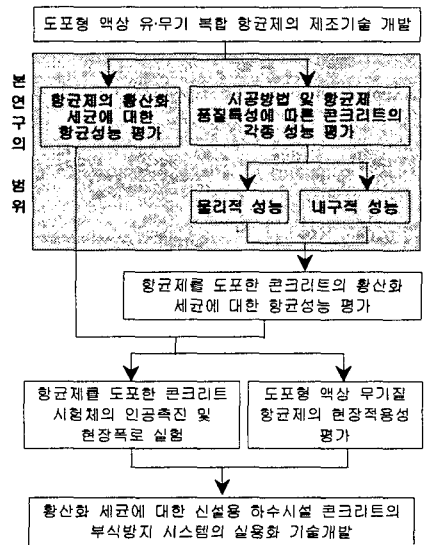 도포형 액상 유·무기 복합 항균제의 제조기술 개발
본 연구의 범위
항균제의 황산화
세균에 대한
항균성능 평가
시공방법 및 항균제
품질특성에 따른 콘크리트의
각종 성능 평가
물리적 성능
내구적 성능
항균제를 도포한 콘크리트의 황산화
세균에 대한 항균성능 평가
항균제를 도포한 콘크리트
시험체의 인공촉진 및
현장폭로 실험
도포형 액상 무기질
항균제의 현장적용성
평가
황산화 세균에 대한 신설용 하수시설 콘크리트의
부식방지 시스템의 실용화 기술개발